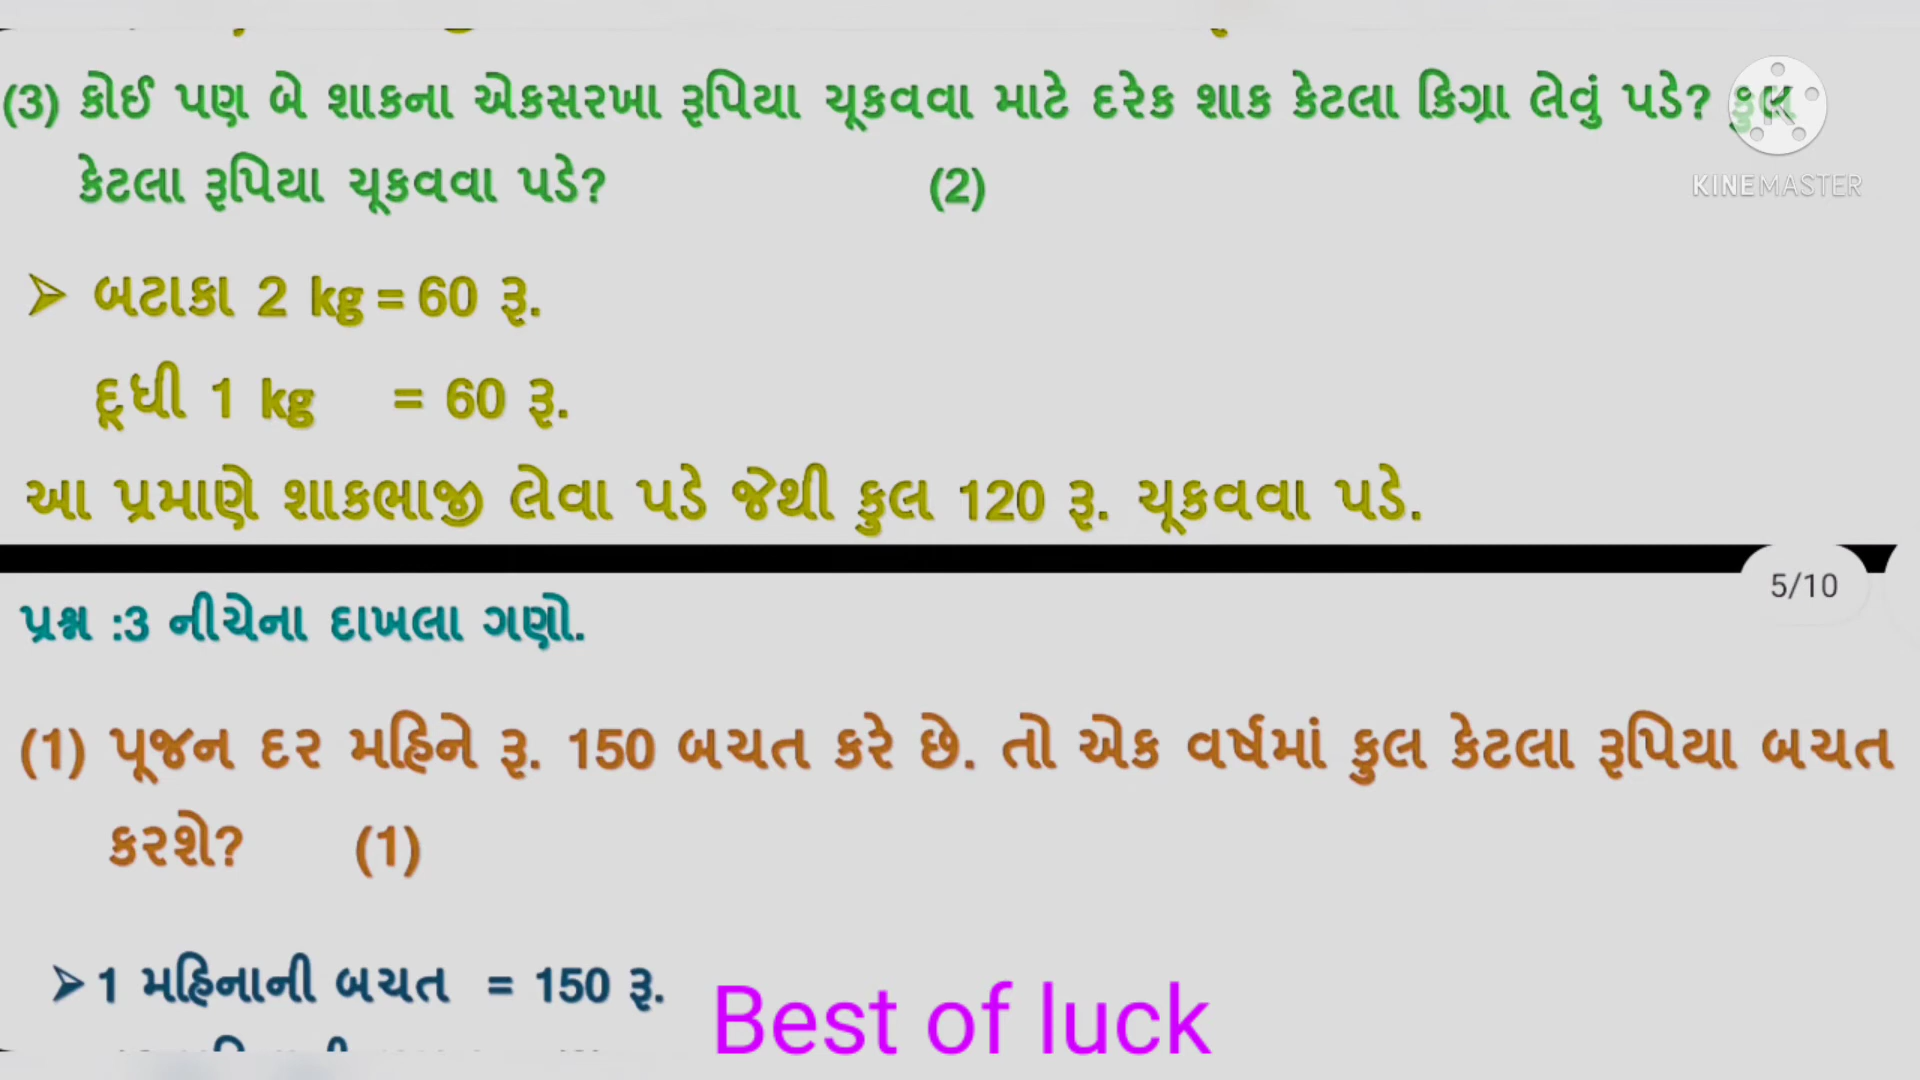 (3) કોઈ પણ બે શાકના એકસરખા રૂપિયા ચૂકવવા માટે દરેક શાક કેટલા કિગ્રા લેવું પડે? કુલ
કેટલા રૂપિયા ચૂકવવા પડે? (2)
KINEMASTER
➢ બટાકા 2 kg = 60 રૂ.
દૂધી 1 kg = 60 રૂ.
આ પ્રમાણે શાકભાજી લેવા પડે જેથી કુલ 120 રૂ. ચૂકવવા પડે.
5/10
પ્રશ્ન :3 નીચેના દાખલા ગણો.
(1) પૂજન દર મહિને રૂ. 150 બચત કરે છે. તો એક વર્ષમાં કુલ કેટલા રૂપિયા બચત
કરશે? (1)
➢ 1 મહિનાની બચત = 150 રૂ.
Best of luck